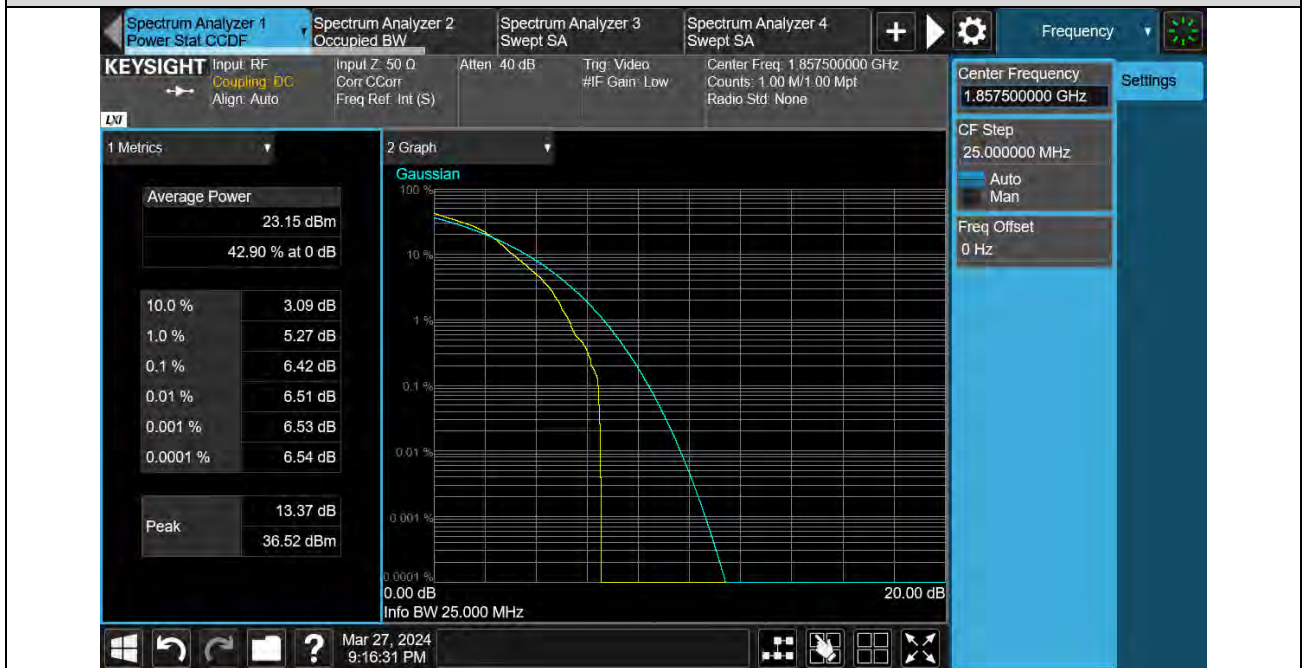 Spectrum Analyzer 1
Power Stat CCDF
Spectrum Analyzer 2
Occupied BW
Spectrum Analyzer 3
Swept SA
Spectrum Analyzer 4
Swept SA
+
Frequency
KEYSIGHT
LXI
Input: RF
Coupling: DC
Align: Auto
Input Z: 50 Ω
Corr CCorr
Freq Ref: Int (S)
Atten: 40 dB
Trig: Video
#IF Gain: Low
Center Freq: 1.857500000 GHz
Counts: 1.00 M/1.00 Mpt
Radio Std: None
Center Frequency
1.857500000 GHz
Settings
CF Step
25.000000 MHz
Auto
Man
Freq Offset
0 Hz
1 Metrics
Average Power
23.15 dBm
42.90 % at 0 dB
10.0 % 3.09 dB
1.0 % 5.27 dB
0.1 % 6.42 dB
0.01 % 6.51 dB
0.001 % 6.53 dB
0.0001 % 6.54 dB
Peak
13.37 dB
36.52 dBm
2 Graph
Gaussian
100 %
10 %
1 %
0.1 %
0.01 %
0.001 %
0.0001 %
0.00 dB
20.00 dB
Info BW 25.000 MHz
?
Mar 27, 2024
9:16:31 PM